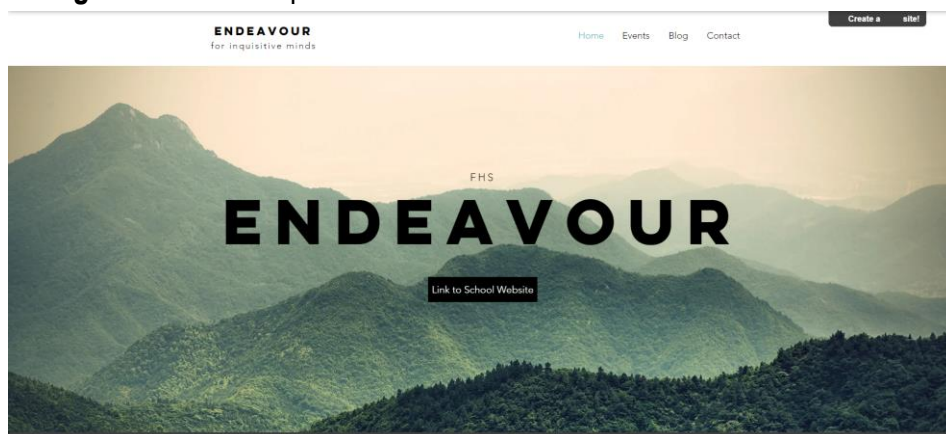 ENDEAVOUR
for inquisitive minds
Home Events Blog Contact
Create a site!
FHS
ENDEAVOUR
Link to School Website